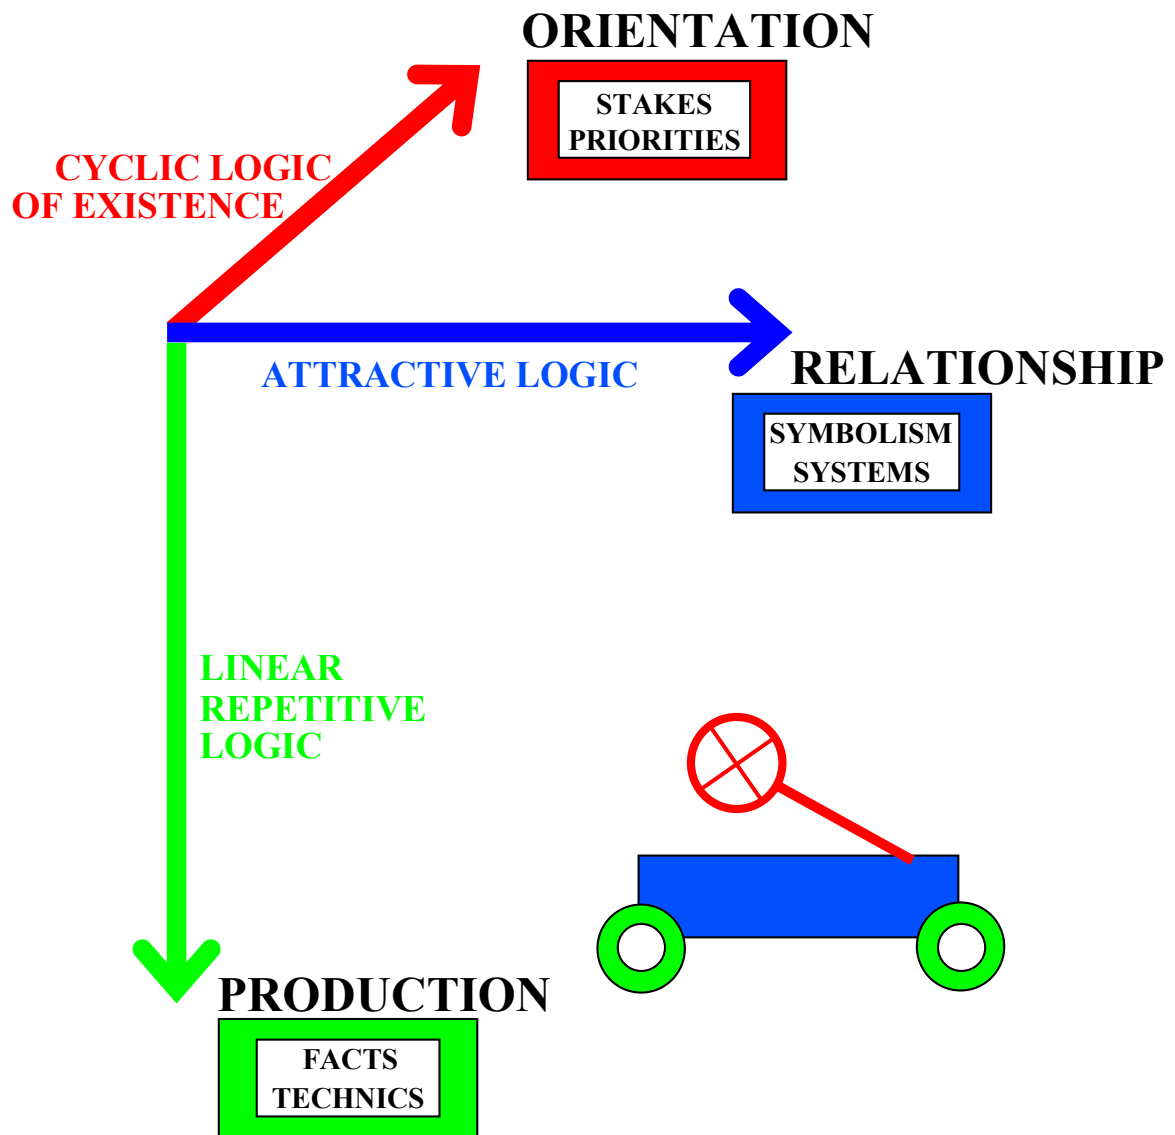 ORIENTATION
STAKES
PRIORITIES
CYCLIC LOGIC
OF EXISTENCE
ATTRACTIVE LOGIC
RELATIONSHIP
SYMBOLISM
SYSTEMS
LINEAR
REPETITIVE
LOGIC
PRODUCTION
FACTS
TECHNICS